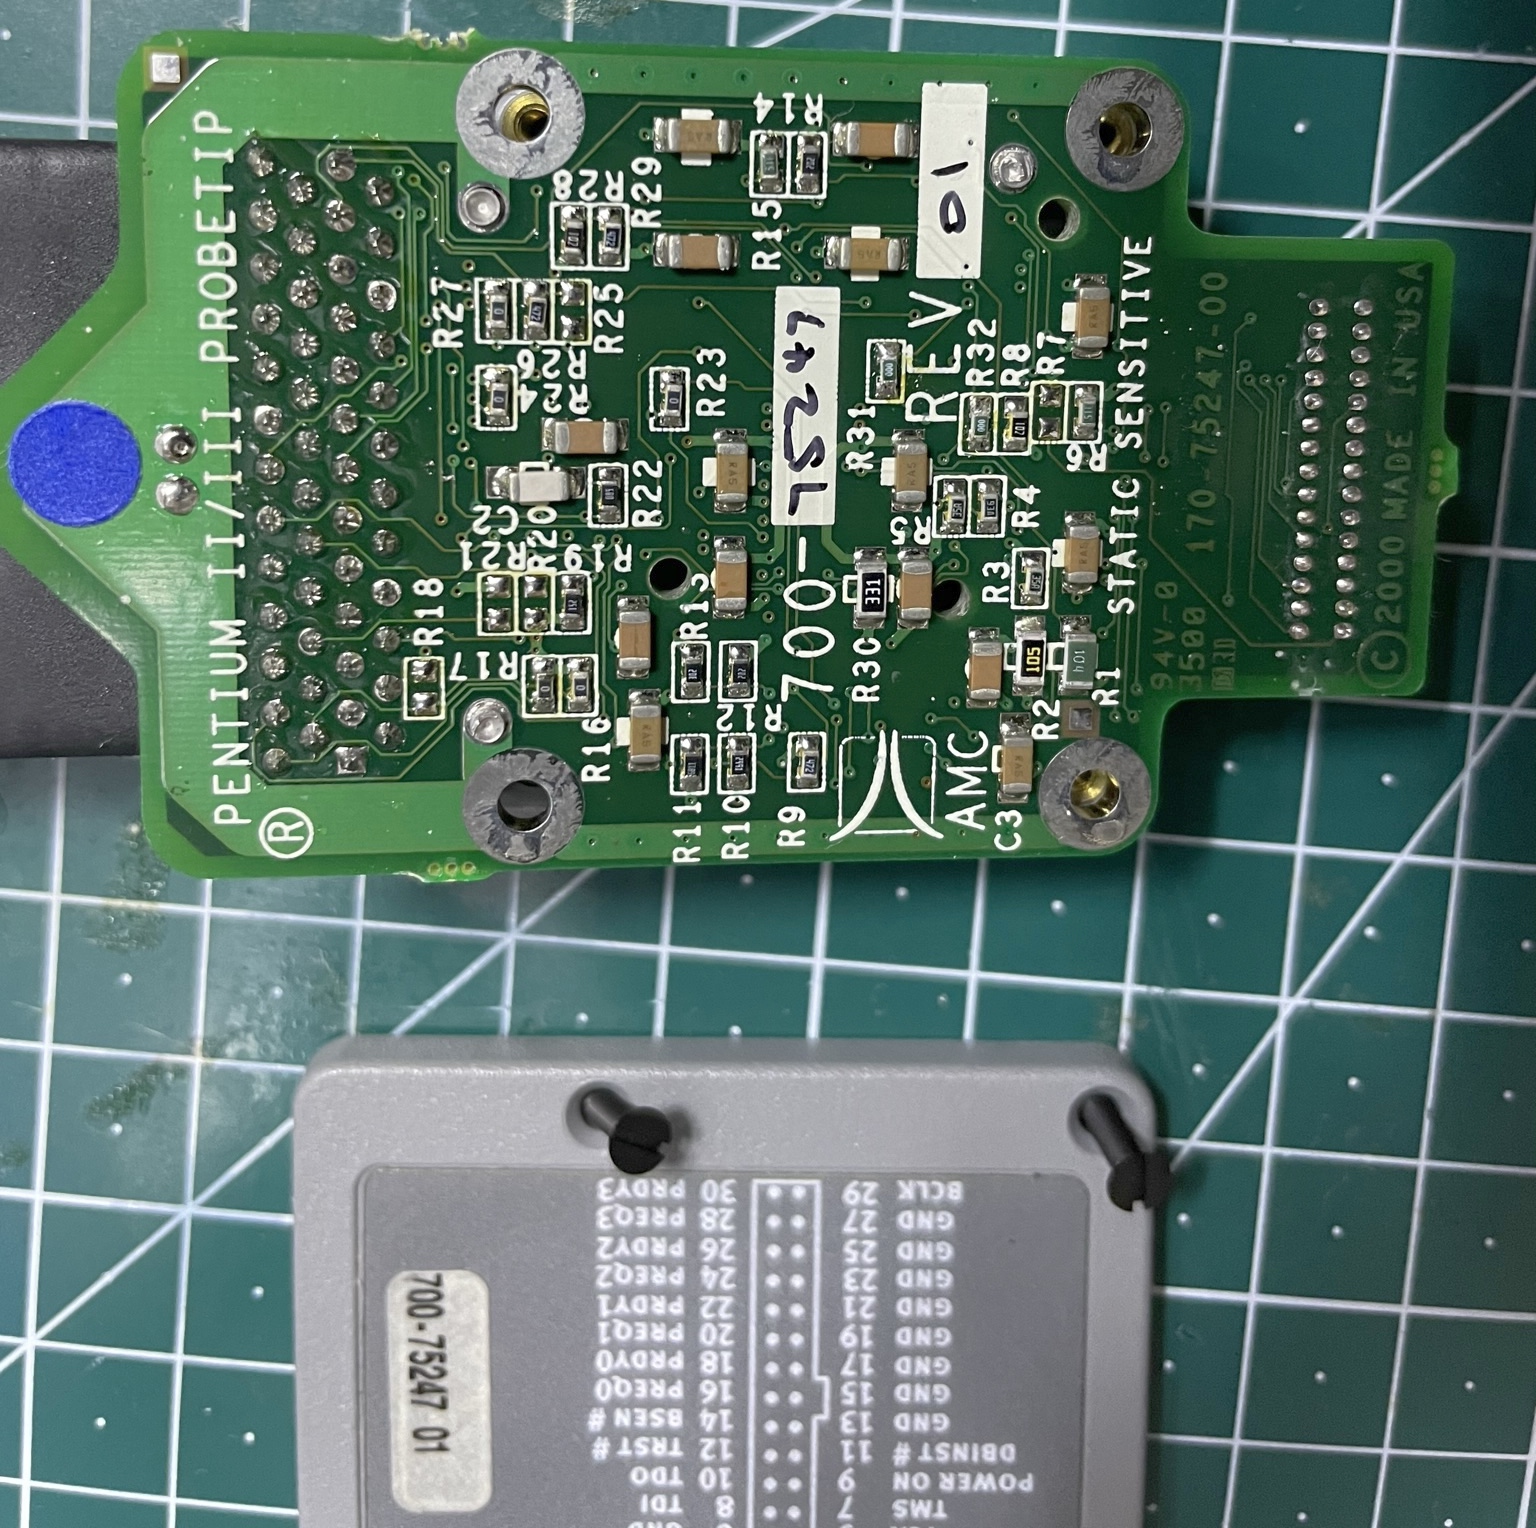 PENTIUM II/III PROBETIP
®
R14
R15
R28
R29
R27
R26
R25
R24
R23
R22
C2
R21
R20
R19
R18
R17
R16
R13
R12
R11
R10
R9
700-
75247
REV
01
R32
R8
R7
R6
R31
R5
R4
R3
R30
R2
R1
C3
AMC
STATIC SENSITIVE
170-75247-00
94V-0
3500
©2000 MADE IN USA
331
105
104
700-75247 01
PRDY3 30 29 BCLK
PREQ3 28 27 GND
PRDY2 26 25 GND
PREQ2 24 23 GND
PRDY1 22 21 GND
PREQ1 20 19 GND
PRDY0 18 17 GND
PREQ0 16 15 GND
BSEN # 14 13 GND
TRST # 12 11 DBINST #
TDO 10 9 POWER ON
TDI 8 7 TMS
GND